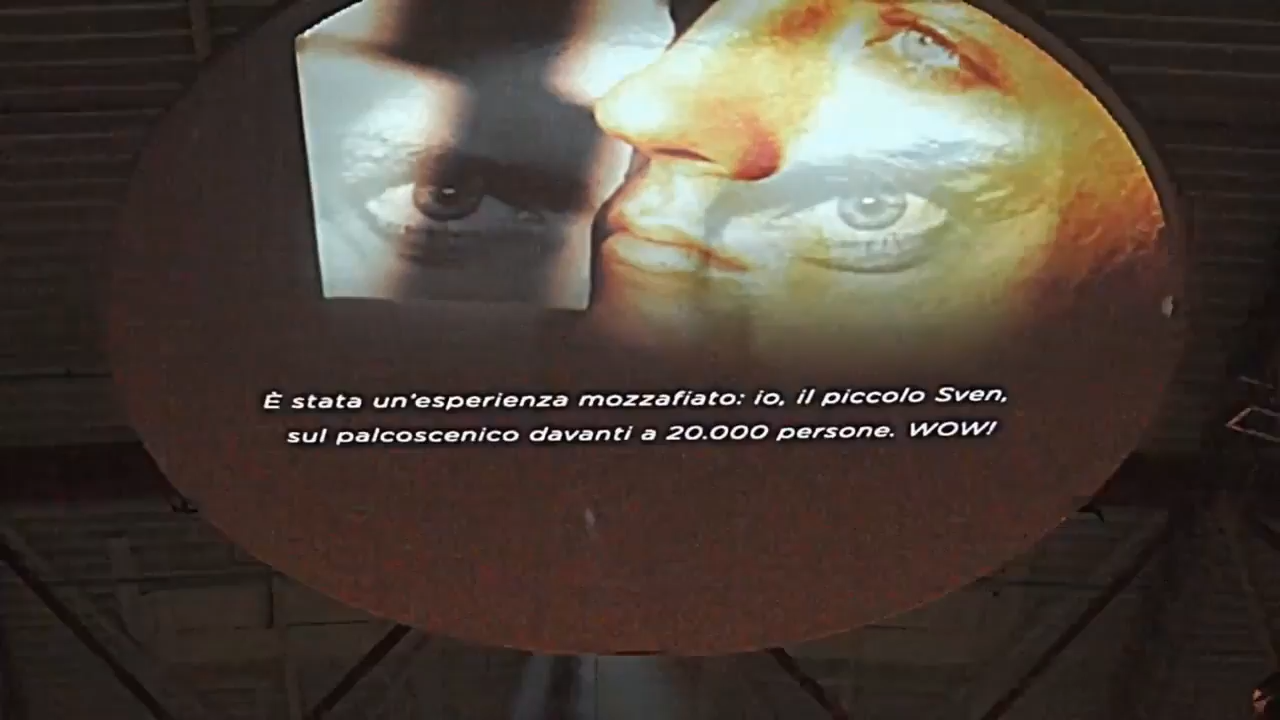 È stata un'esperienza mozzafiato: io, il piccolo Sven,
sul palcoscenico davanti a 20.000 persone. WOW!